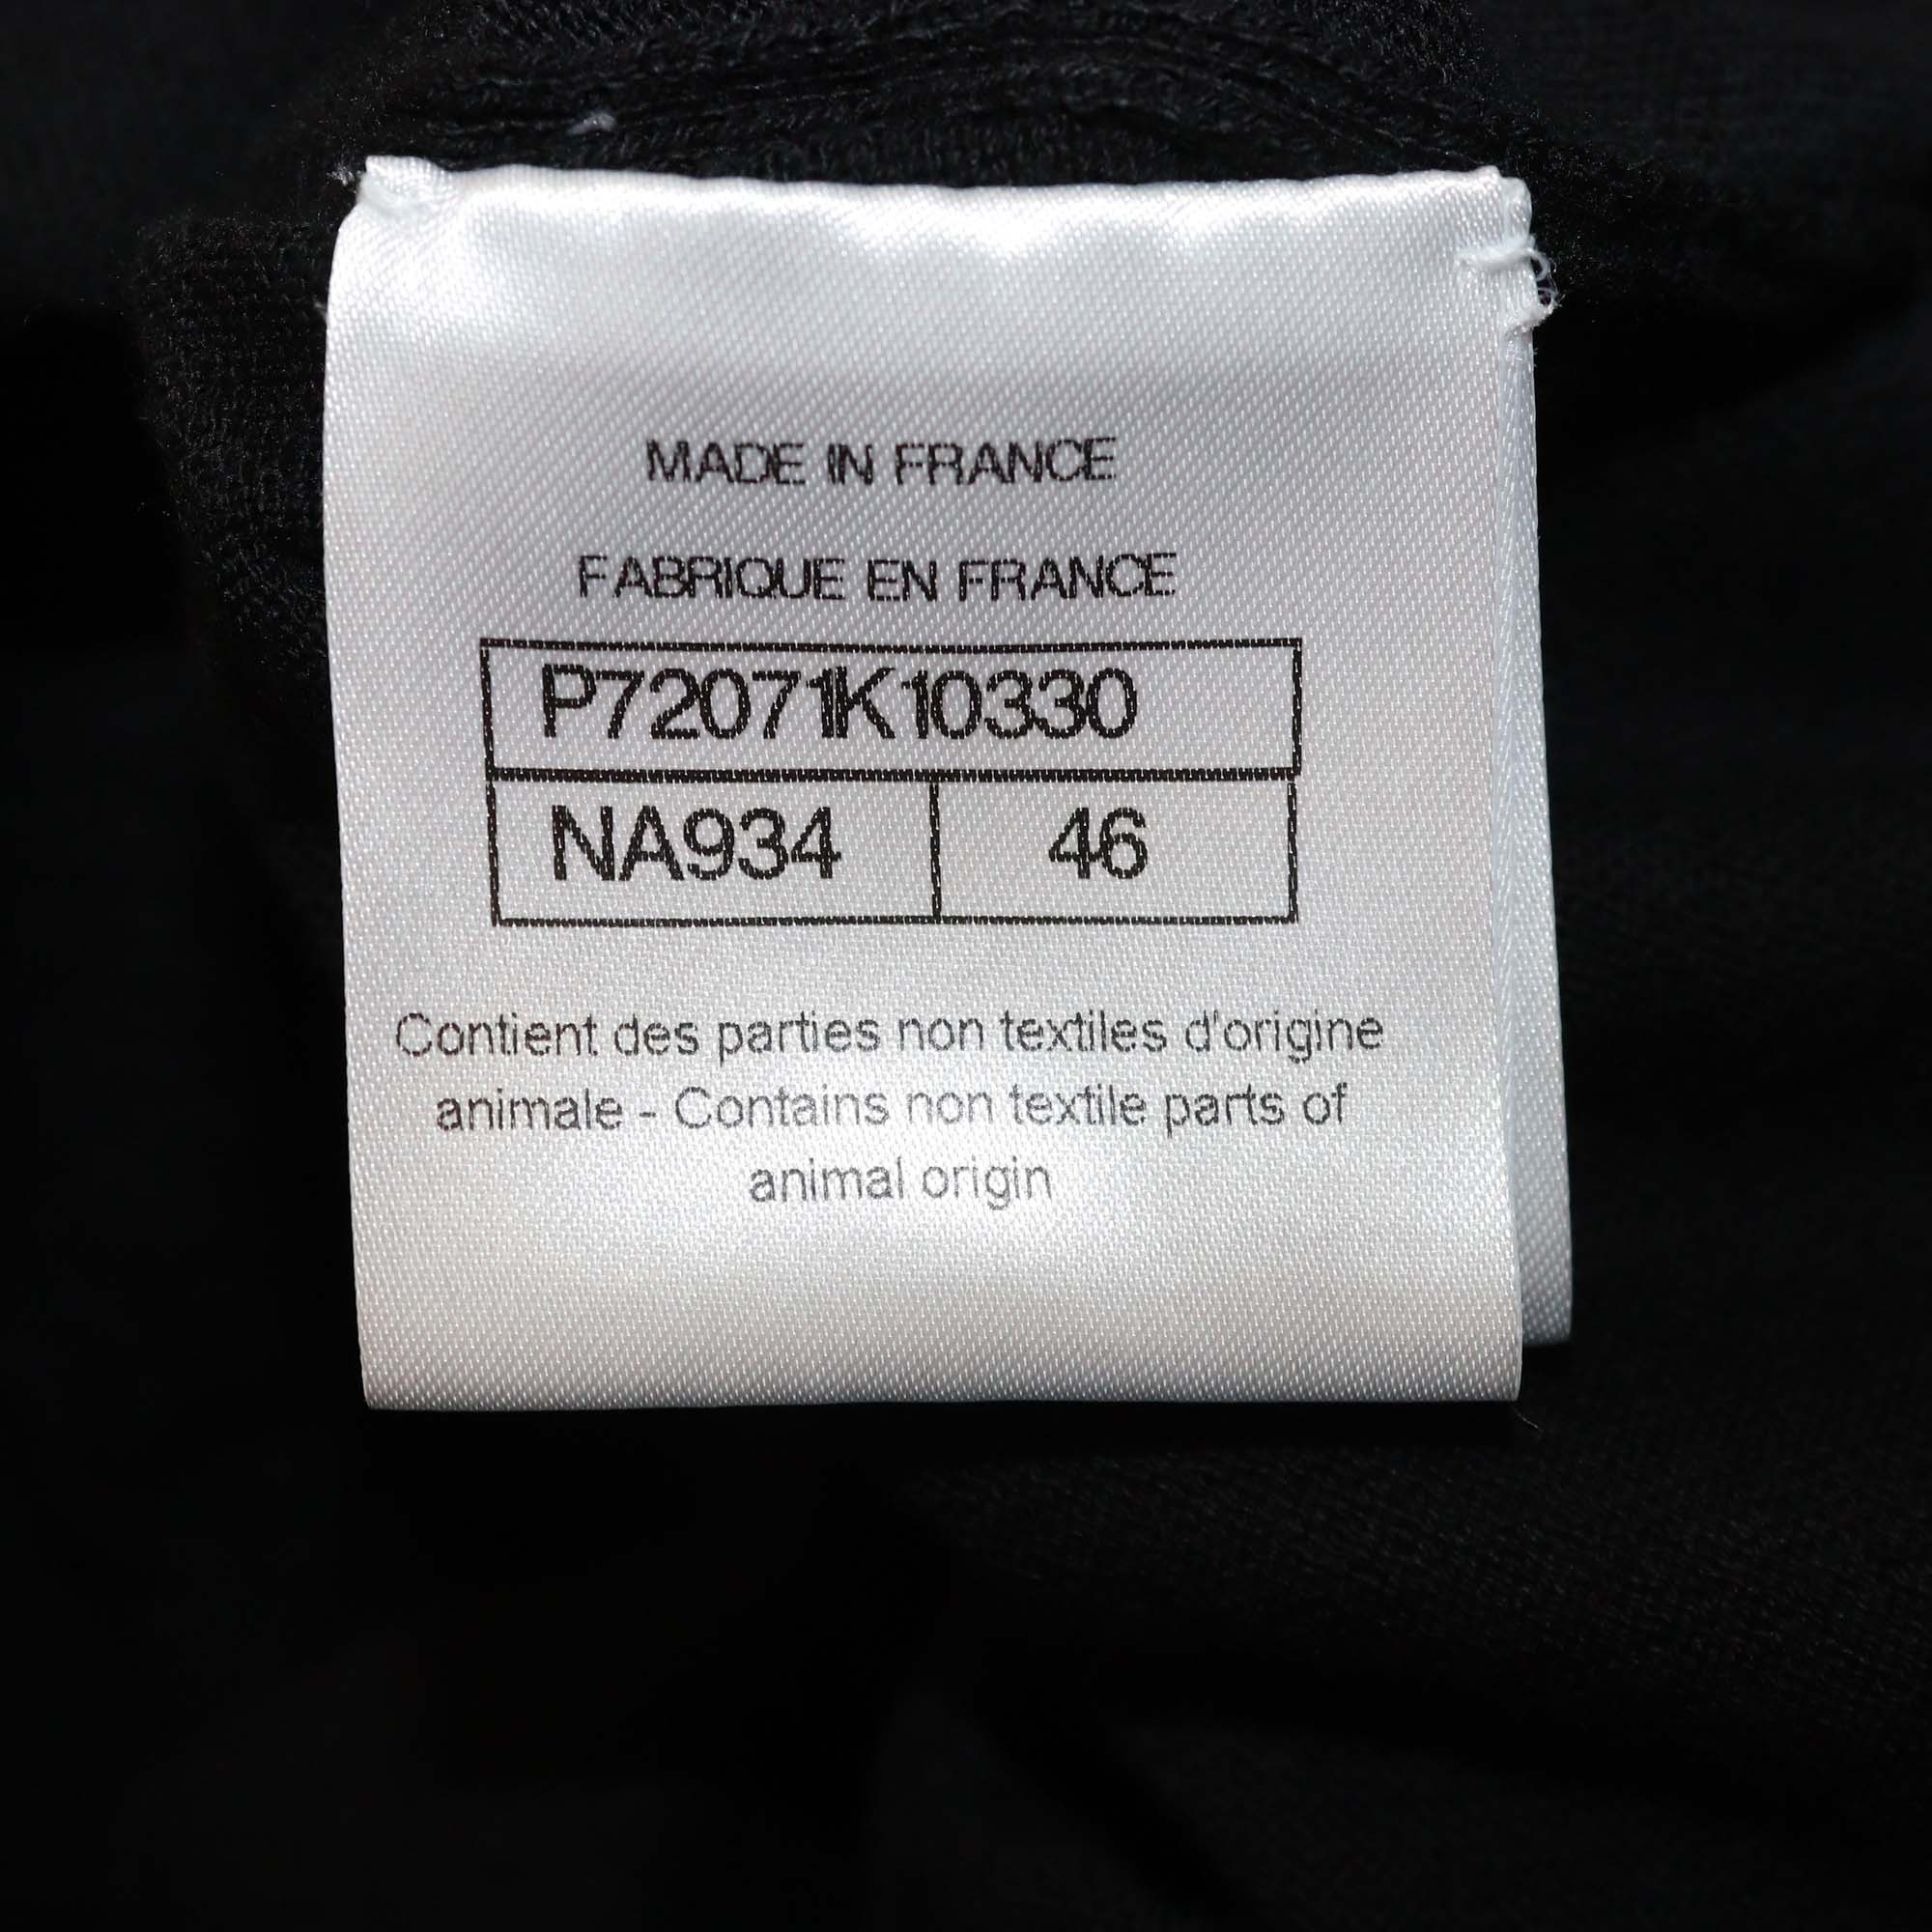 MADE IN FRANCE
FABRIQUE EN FRANCE
P72071K10330
NA934 46
Contient des parties non textiles d'origine
animale - Contains non textile parts of
animal origin